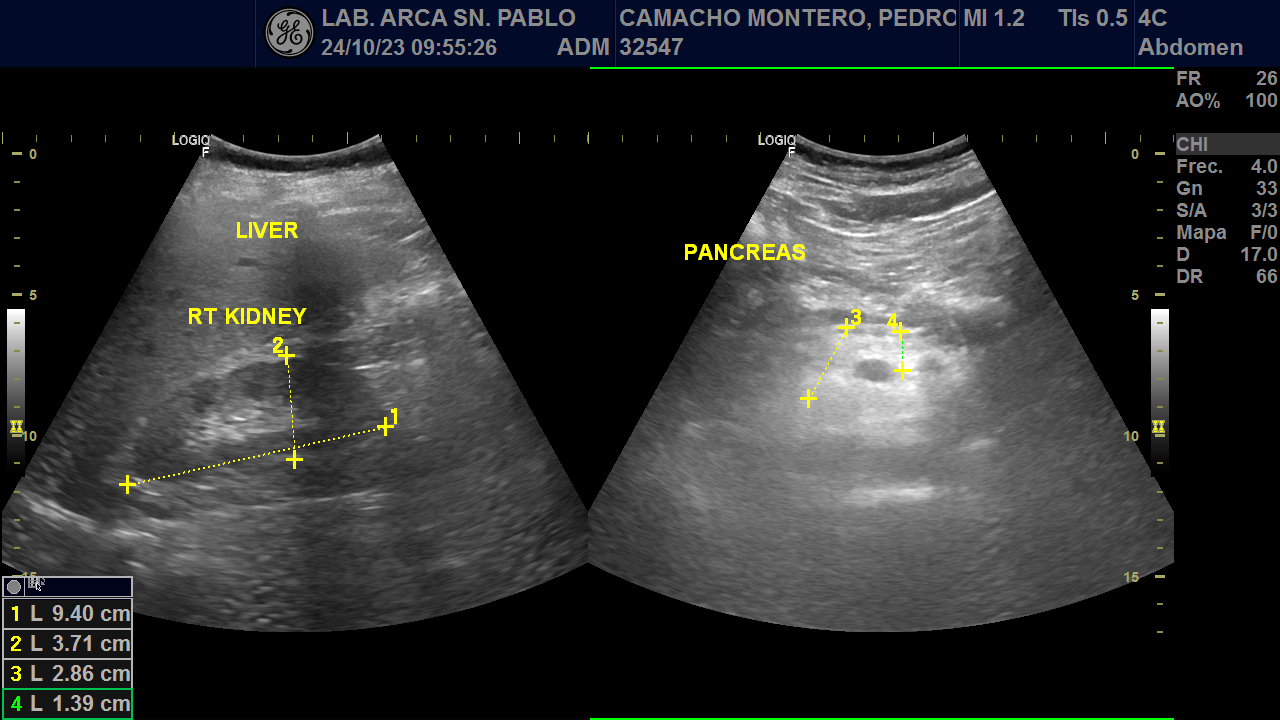 LAB. ARCA SN. PABLO
24/10/23 09:55:26 ADM
CAMACHO MONTERO, PEDRO
32547
MI 1.2 TIs 0.5
4C
Abdomen
FR 26
AO% 100
CHI
Frec. 4.0
Gn 33
S/A 3/3
Mapa F/0
D 17.0
DR 66
LOGIQ
F
0
5
10
15
LIVER
RT KIDNEY
2
1
LOGIQ
F
PANCREAS
3
4
0
5
10
15
1 L 9.40 cm
2 L 3.71 cm
3 L 2.86 cm
4 L 1.39 cm